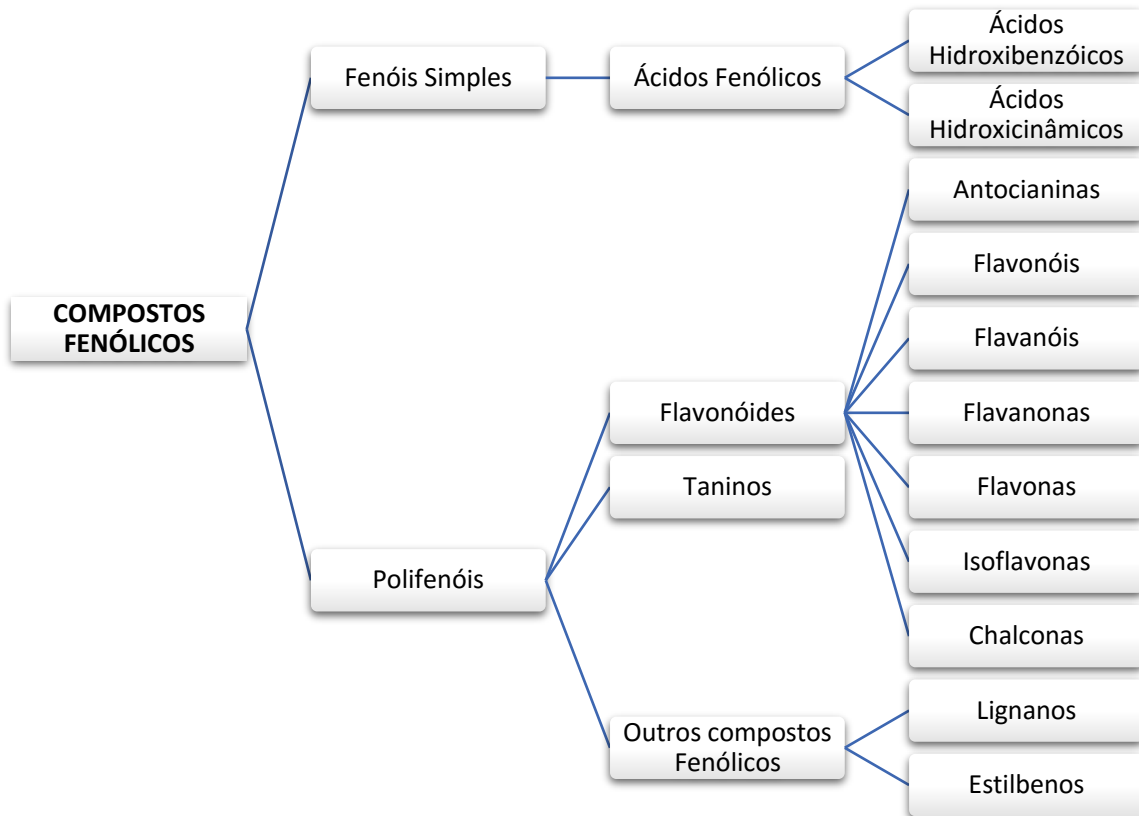 Ácidos
Hidroxibenzóicos
Fenóis Simples
Ácidos Fenólicos
Ácidos
Hidroxicinâmicos
Antocianinas
Flavonóis
COMPOSTOS
FENÓLICOS
Flavanóis
Flavonóides
Flavanonas
Taninos
Flavonas
Polifenóis
Isoflavonas
Chalconas
Outros compostos
Fenólicos
Lignanos
Estilbenos